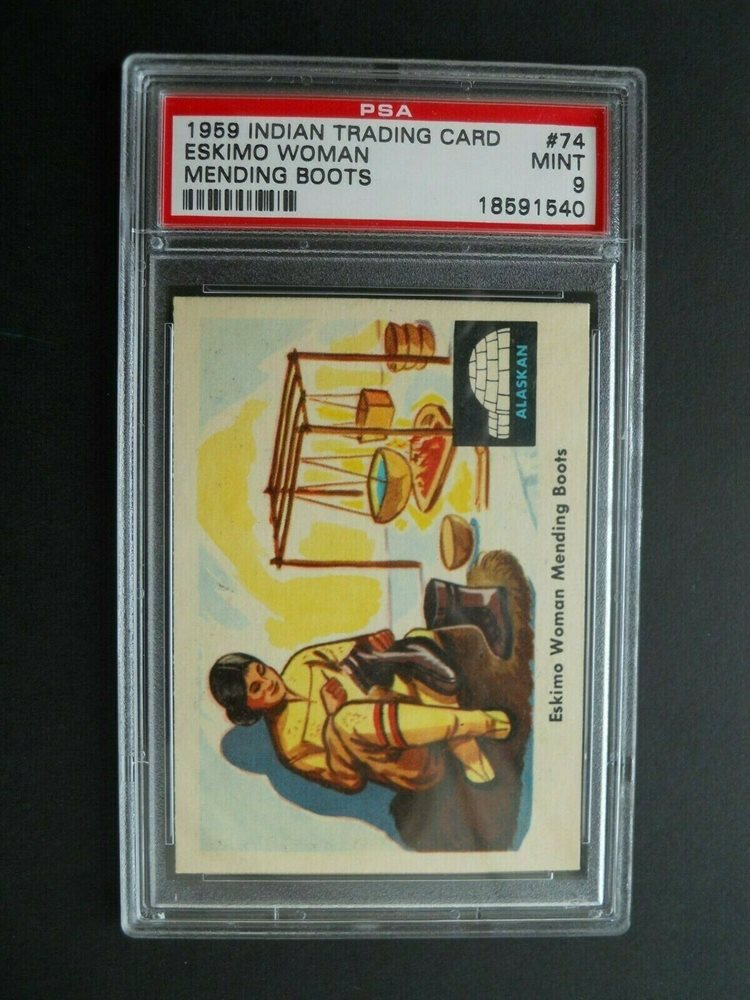 PSA
1959 INDIAN TRADING CARD #74
ESKIMO WOMAN MINT
MENDING BOOTS 9
18591540
ALASKAN
Eskimo Woman Mending Boots